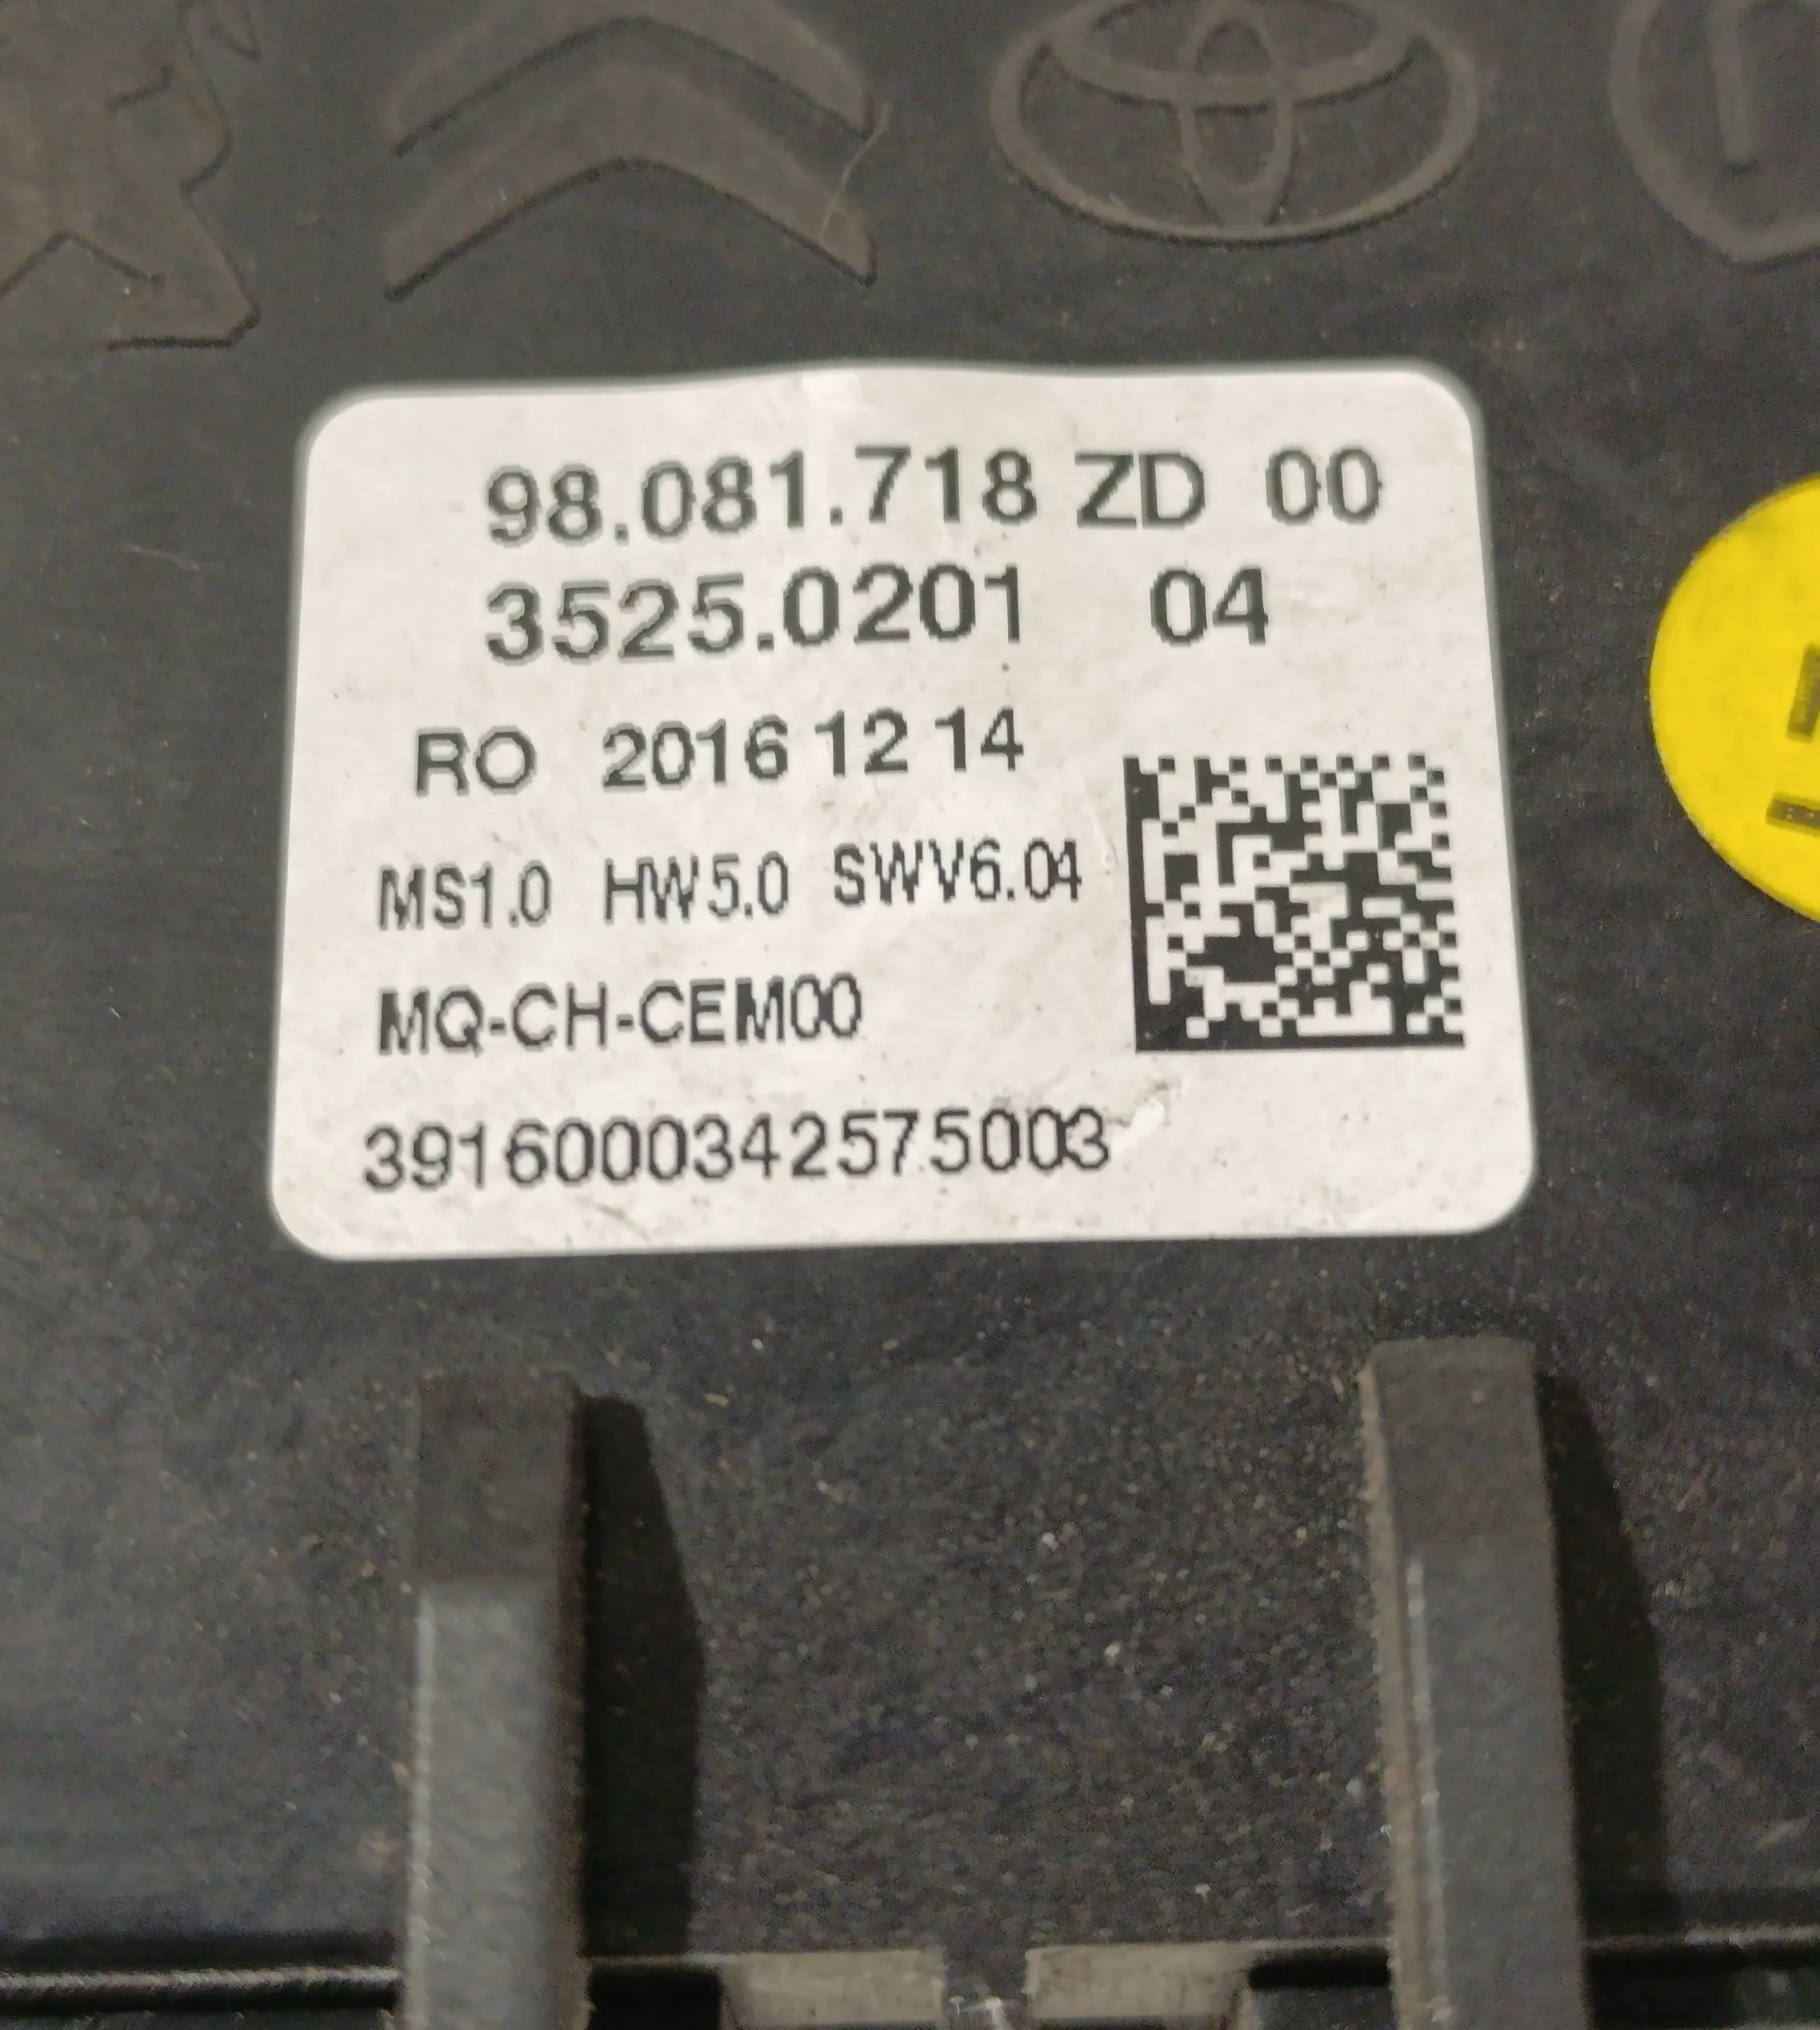 98.081.718 ZD 00
3525.0201 04
RO 2016 12 14
MS1.0 HW5.0 SWV6.04
MQ-CH-CEM00
3916000342575003